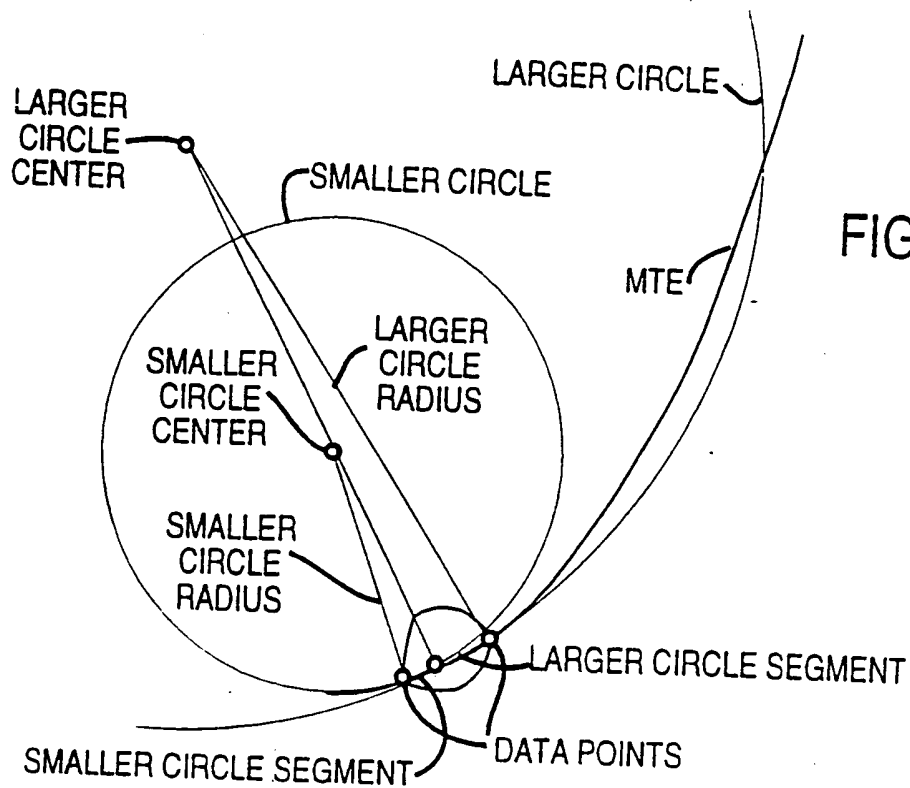 LARGER CIRCLE
LARGER
CIRCLE
CENTER
SMALLER CIRCLE
FIG
MTE
LARGER
CIRCLE
RADIUS
SMALLER
CIRCLE
CENTER
SMALLER
CIRCLE
RADIUS
LARGER CIRCLE SEGMENT
DATA POINTS
SMALLER CIRCLE SEGMENT